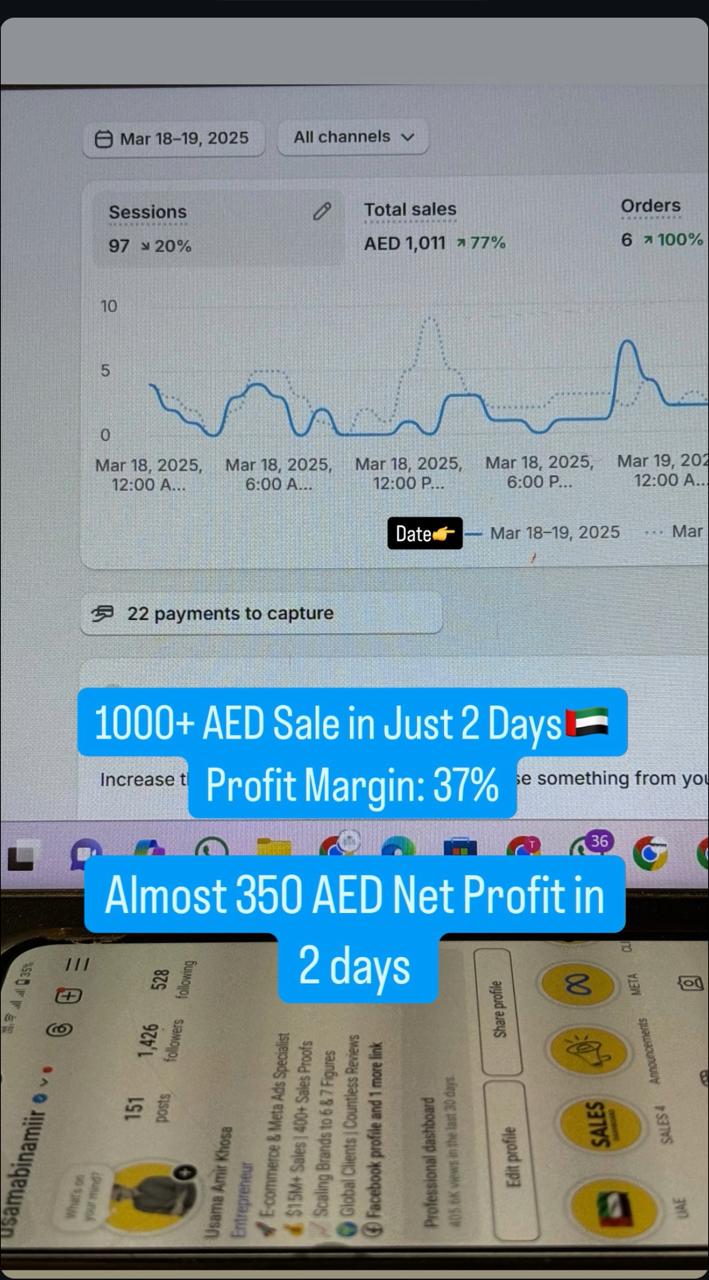 Mar 18–19, 2025
All channels
Sessions
97 ↘ 20%
Total sales
AED 1,011 ↗ 77%
Orders
6 ↗ 100%
10
5
0
Mar 18, 2025, 12:00 A...
Mar 18, 2025, 6:00 A...
Mar 18, 2025, 12:00 P...
Mar 18, 2025, 6:00 P...
Mar 19, 202
12:00 A...
Date👉
Mar 18–19, 2025
Mar
22 payments to capture
1000+ AED Sale in Just 2 Days🇦🇪
Increase t
Profit Margin: 37%
se something from you
36
T
Almost 350 AED Net Profit in
2 days
35%
usamabinamiir
What's on
your mind?
151
posts
1,426
followers
528
following
Usama Amir Khosa
Entrepreneur
🚀 E-commerce & Meta Ads Specialist
💰 $15M+ Sales | 400+ Sales Proofs
📈 Scaling Brands to 6 & 7 Figures
🌍 Global Clients | Countless Reviews
Facebook profile and 1 more link
Professional dashboard
405.6K views in the last 30 days.
Edit profile
Share profile
UAE
SALES
SALES 4
Announcements
META
CLI